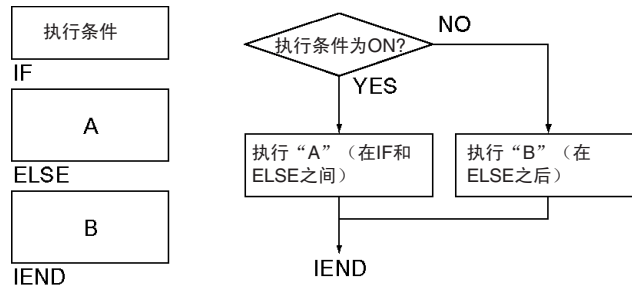 执行条件
IF
A
ELSE
B
IEND
执行条件为ON?
NO
YES
执行“A”（在IF和
ELSE之间）
执行“B”（在
ELSE之后）
IEND